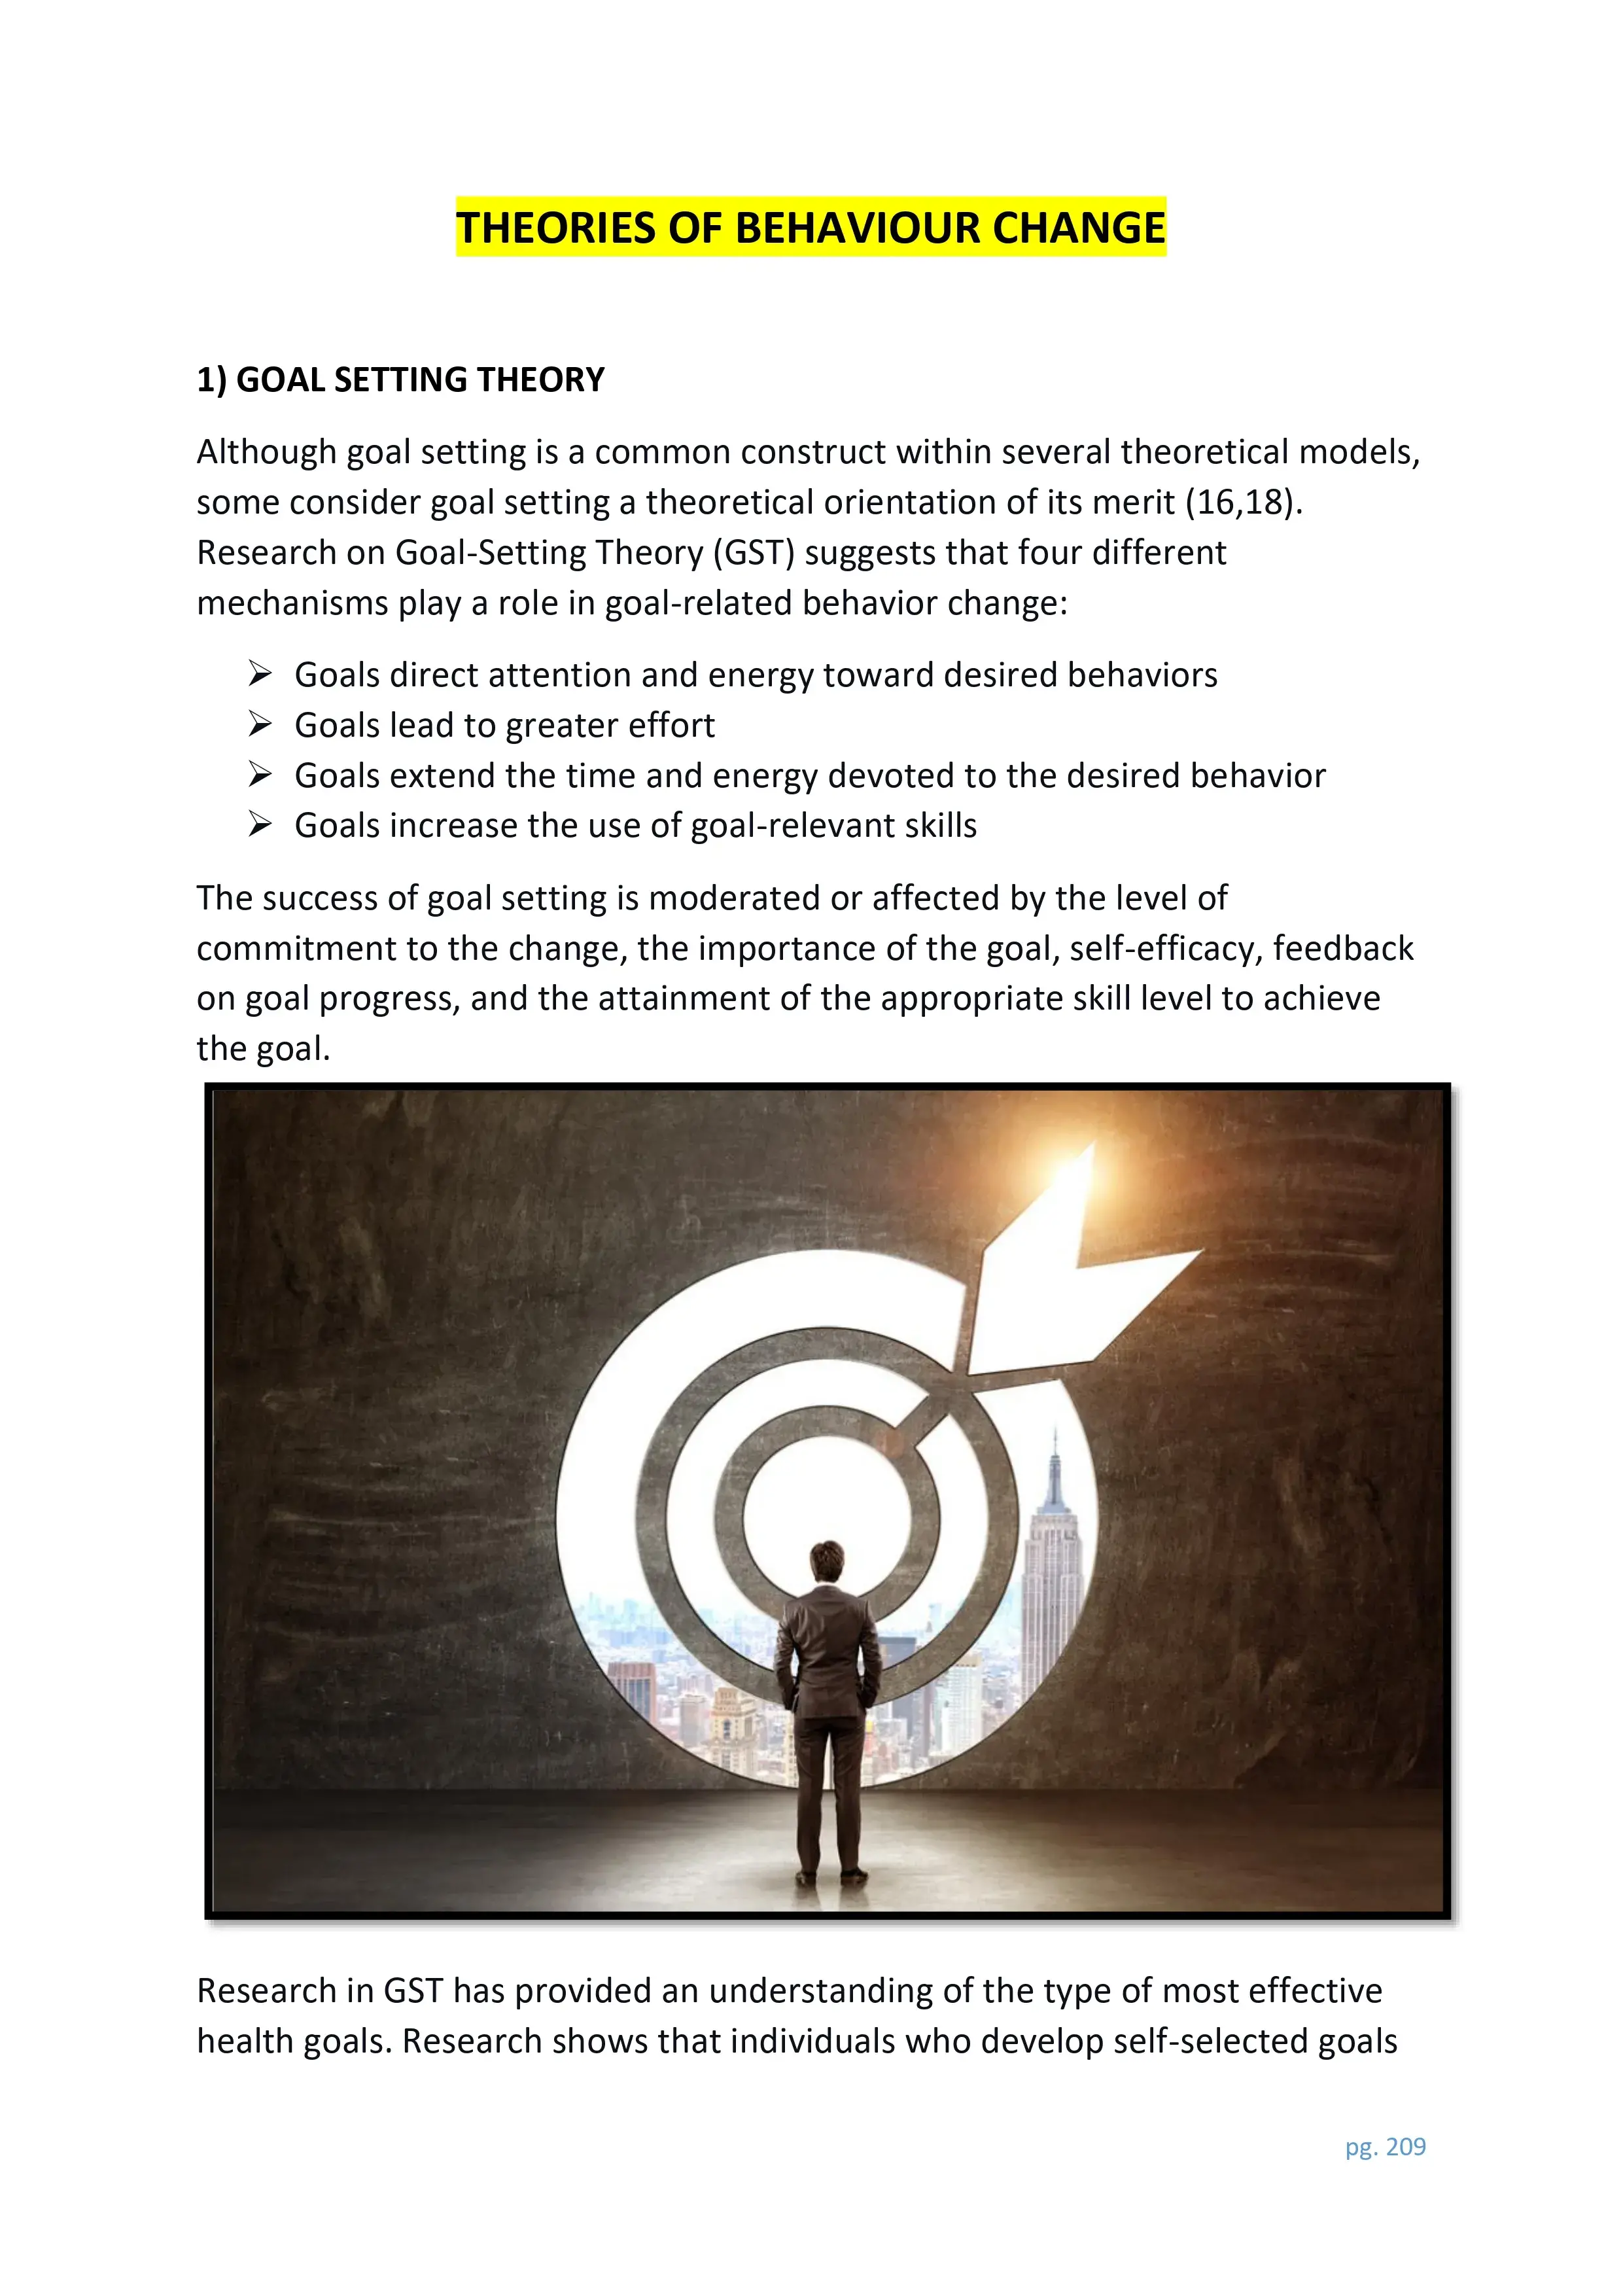 THEORIES OF BEHAVIOUR CHANGE
1) GOAL SETTING THEORY
Although goal setting is a common construct within several theoretical models,
some consider goal setting a theoretical orientation of its merit (16,18).
Research on Goal-Setting Theory (GST) suggests that four different
mechanisms play a role in goal-related behavior change:
➢ Goals direct attention and energy toward desired behaviors
➢ Goals lead to greater effort
➢ Goals extend the time and energy devoted to the desired behavior
➢ Goals increase the use of goal-relevant skills
The success of goal setting is moderated or affected by the level of
commitment to the change, the importance of the goal, self-efficacy, feedback
on goal progress, and the attainment of the appropriate skill level to achieve
the goal.
Research in GST has provided an understanding of the type of most effective
health goals. Research shows that individuals who develop self-selected goals
pg. 209